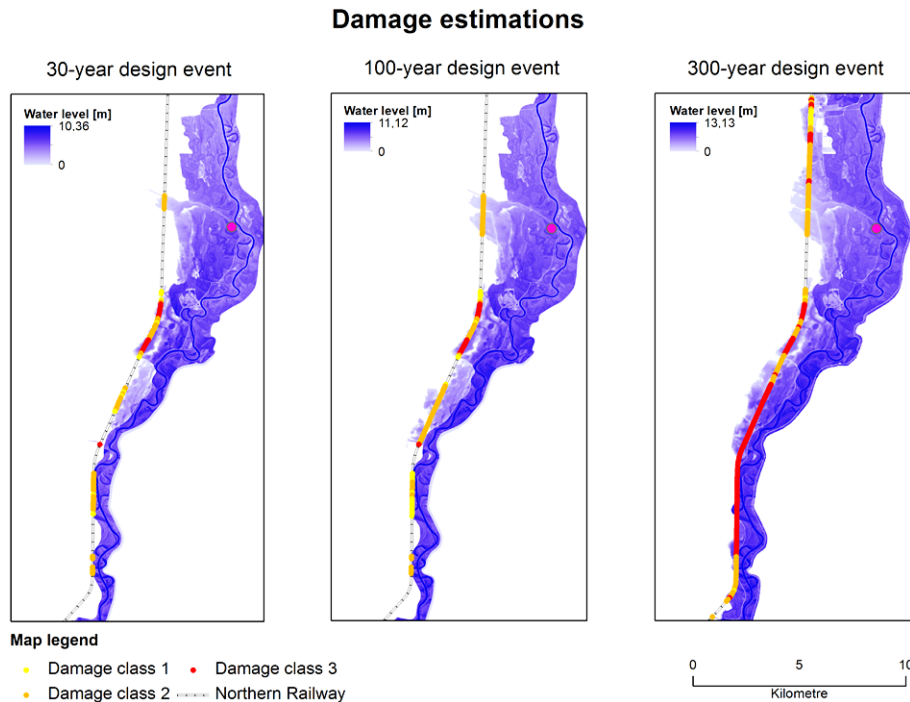 Damage estimations
30-year design event
100-year design event
300-year design event
Water level [m]
10.36
0
Water level [m]
11.12
0
Water level [m]
13.13
0
Map legend
Damage class 1
Damage class 3
Damage class 2
Northern Railway
0 5 10
Kilometre